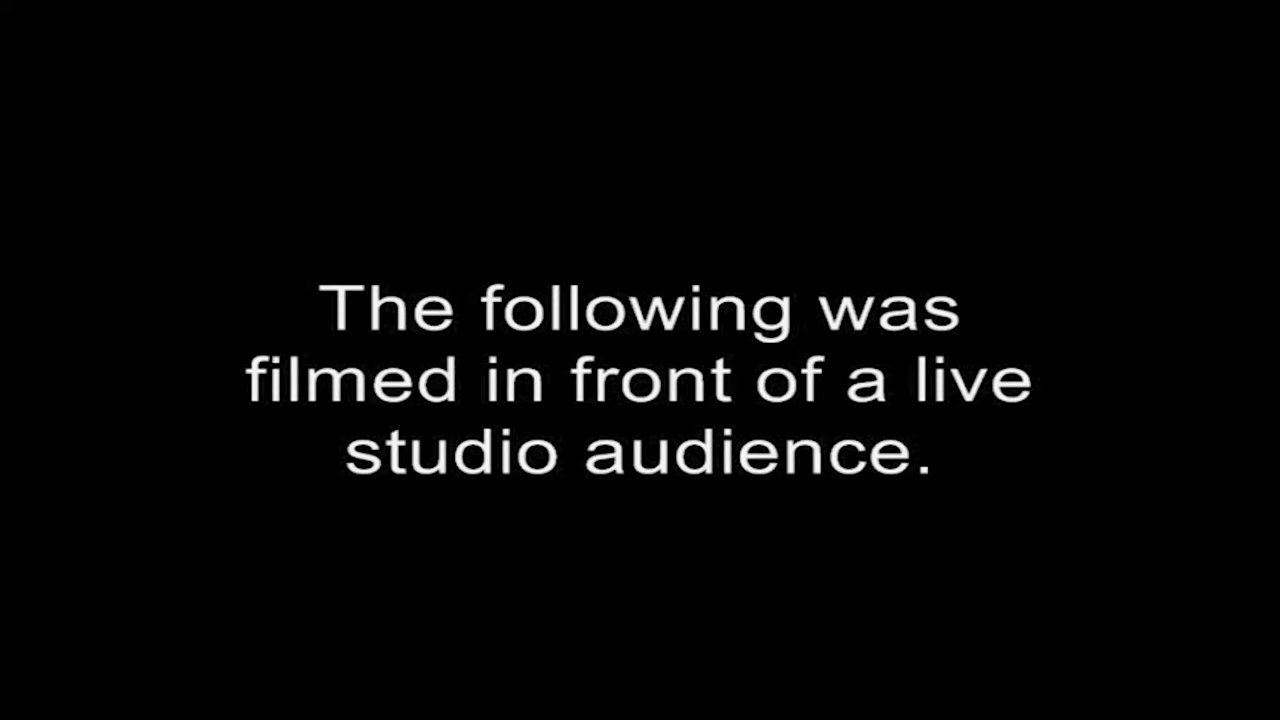 The following was
filmed in front of a live
studio audience.